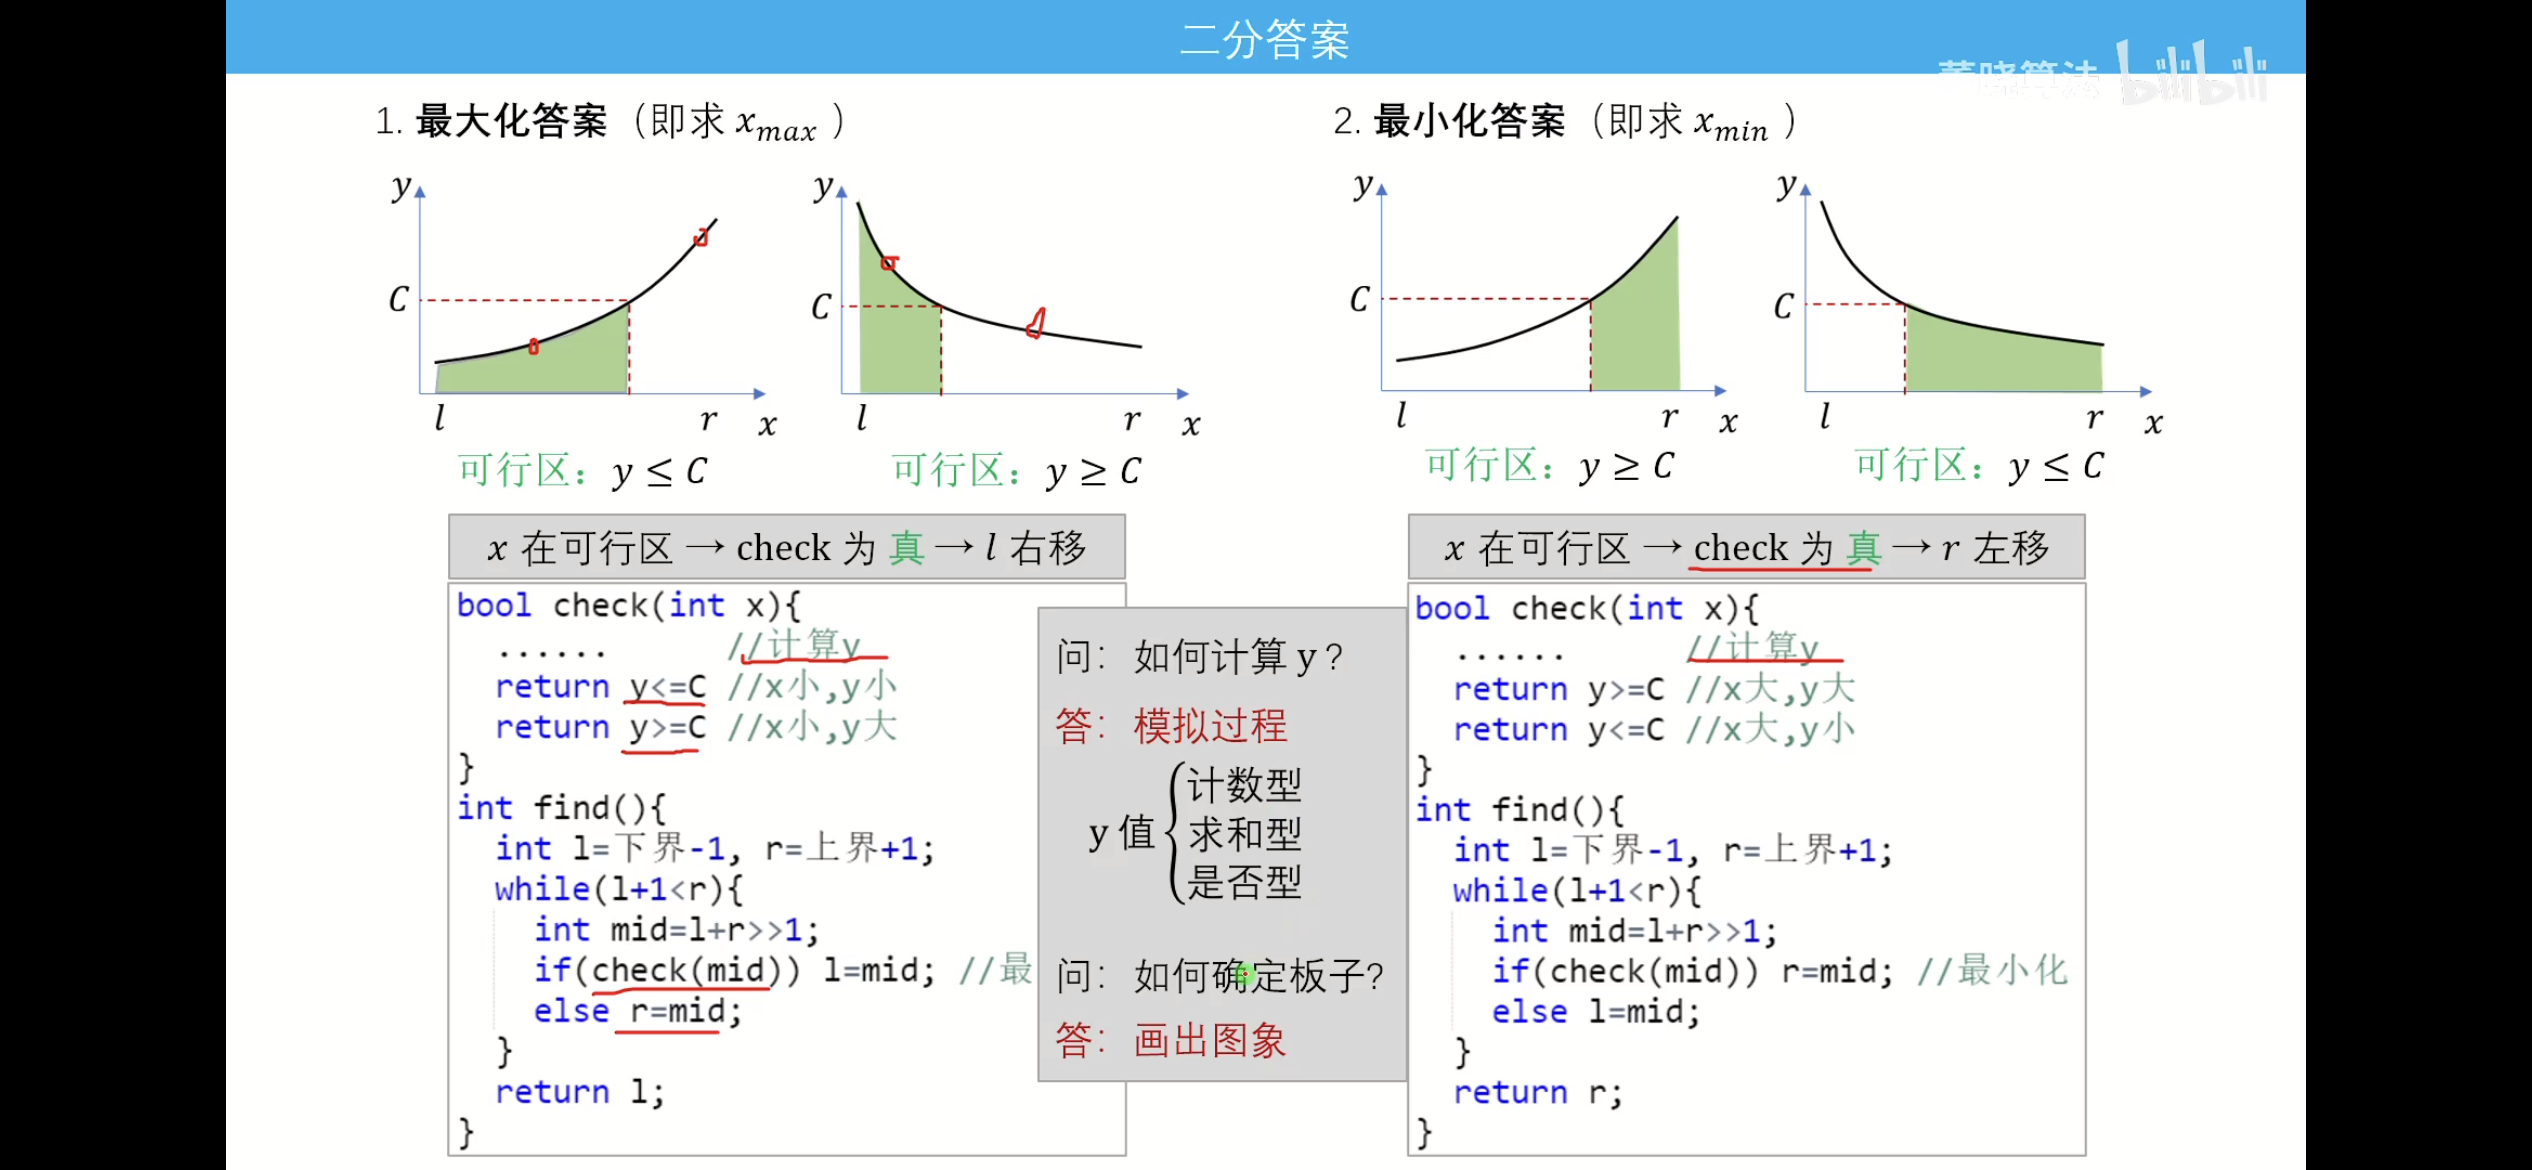 二分答案
董晓算法 bilibili
1. 最大化答案（即求 xmax ）
y
C
l r x
可行区： y ≤ C
y
C
l r x
可行区： y ≥ C
x 在可行区 → check 为 真 → l 右移
bool check(int x){
...... //计算y
return y<=C //x小,y小
return y>=C //x小,y大
}
int find(){
int l=下界-1, r=上界+1;
while(l+1<r){
int mid=l+r>>1;
if(check(mid)) l=mid; //最
else r=mid;
}
return l;
}
问： 如何计算 y？
答： 模拟过程
y 值
计数型
求和型
是否型
问： 如何确定板子?
答： 画出图象
2. 最小化答案（即求 xmin ）
y
C
l r x
可行区： y ≥ C
y
C
l r x
可行区： y ≤ C
x 在可行区 → check 为 真 → r 左移
bool check(int x){
...... //计算y
return y>=C //x大,y大
return y<=C //x大,y小
}
int find(){
int l=下界-1, r=上界+1;
while(l+1<r){
int mid=l+r>>1;
if(check(mid)) r=mid; //最小化
else l=mid;
}
return r;
}